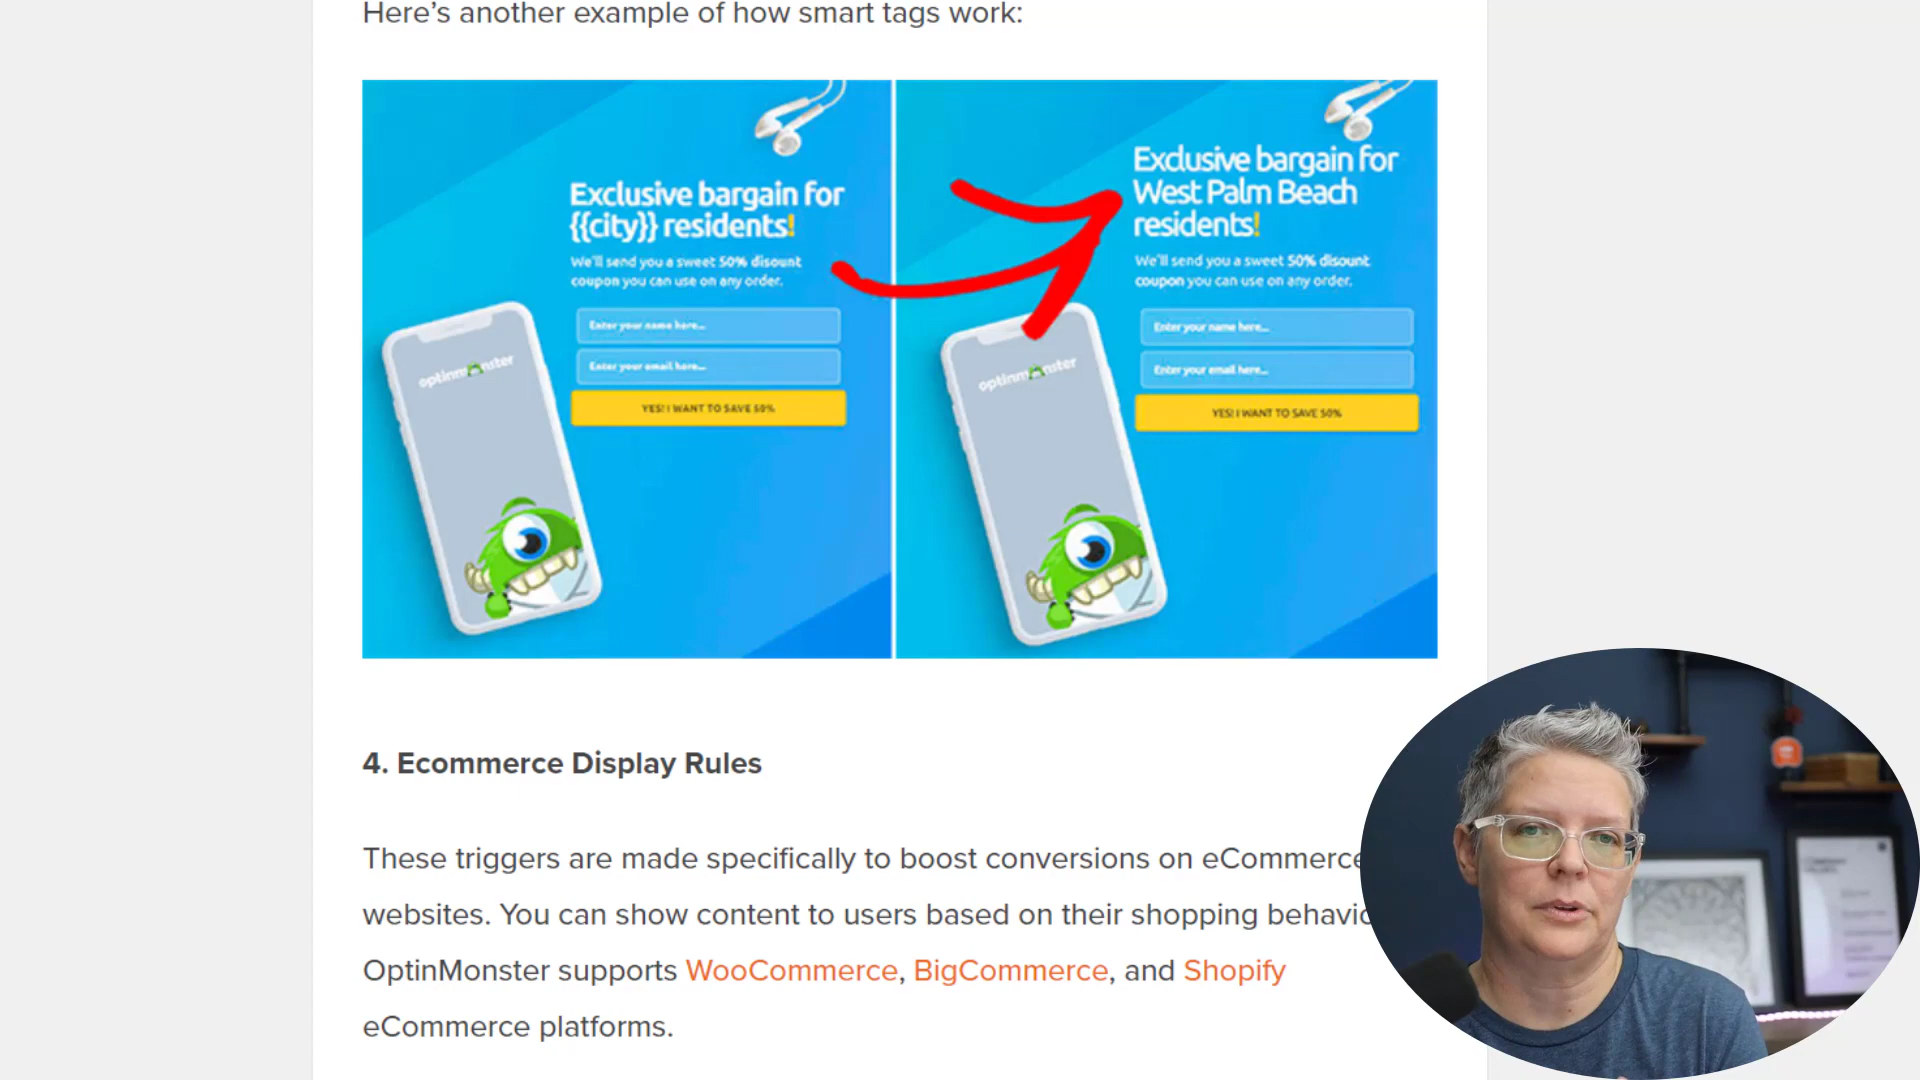 Here’s another example of how smart tags work:
Exclusive bargain for
{{city}} residents!
We'll send you a sweet 50% disount
coupon you can use on any order.
Enter your name here...
Enter your email here...
YES! I WANT TO SAVE 50%
optinmonster
Exclusive bargain for
West Palm Beach
residents!
We'll send you a sweet 50% disount
coupon you can use on any order.
Enter your name here...
Enter your email here...
YES! I WANT TO SAVE 50%
optinmonster
4. Ecommerce Display Rules
These triggers are made specifically to boost conversions on eCommerce
websites. You can show content to users based on their shopping behavio
OptinMonster supports WooCommerce, BigCommerce, and Shopify
eCommerce platforms.